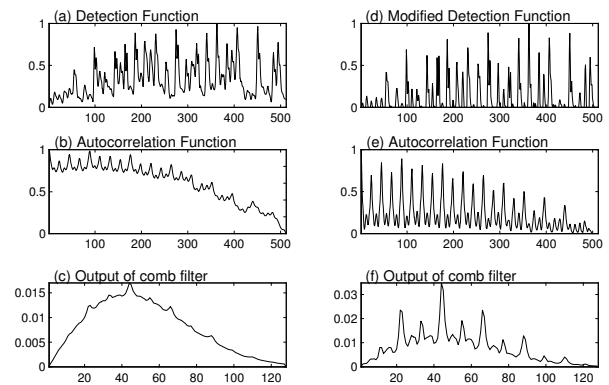 (a) Detection Function
1
0.5
0
100 200 300 400 500
(b) Autocorrelation Function
1
0.5
0
100 200 300 400 500
(c) Output of comb filter
0.015
0.01
0.005
0
20 40 60 80 100 120
(d) Modified Detection Function
1
0.5
0
100 200 300 400 500
(e) Autocorrelation Function
1
0.5
0
100 200 300 400 500
(f) Output of comb filter
0.03
0.02
0.01
0
20 40 60 80 100 120